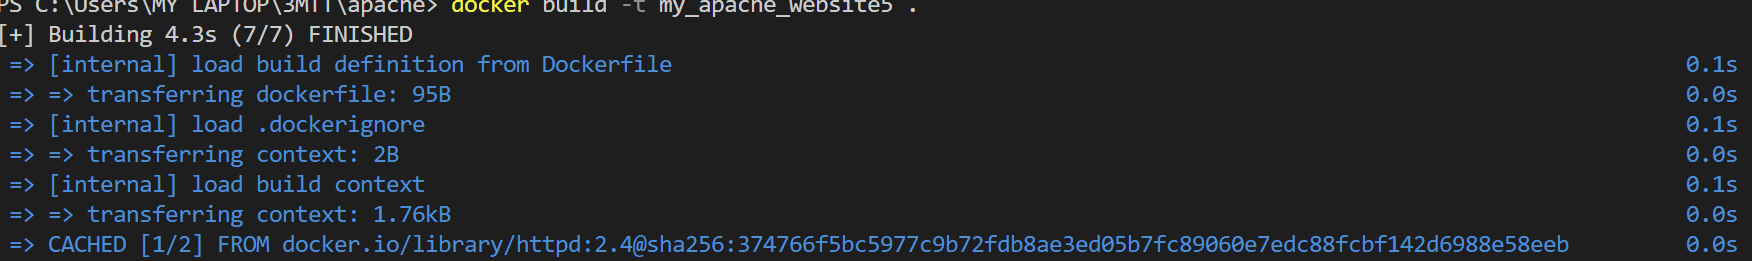 PS C:\Users\MY LAPTOP\3MTT\apache> docker build -t my_apache_website5 .
[+] Building 4.3s (7/7) FINISHED
=> [internal] load build definition from Dockerfile 0.1s
=> => transferring dockerfile: 95B 0.0s
=> [internal] load .dockerignore 0.1s
=> => transferring context: 2B 0.0s
=> [internal] load build context 0.1s
=> => transferring context: 1.76kB 0.0s
=> CACHED [1/2] FROM docker.io/library/httpd:2.4@sha256:374766f5bc5977c9b72fdb8ae3ed05b7fc89060e7edc88fcbf142d6988e58eeb 0.0s